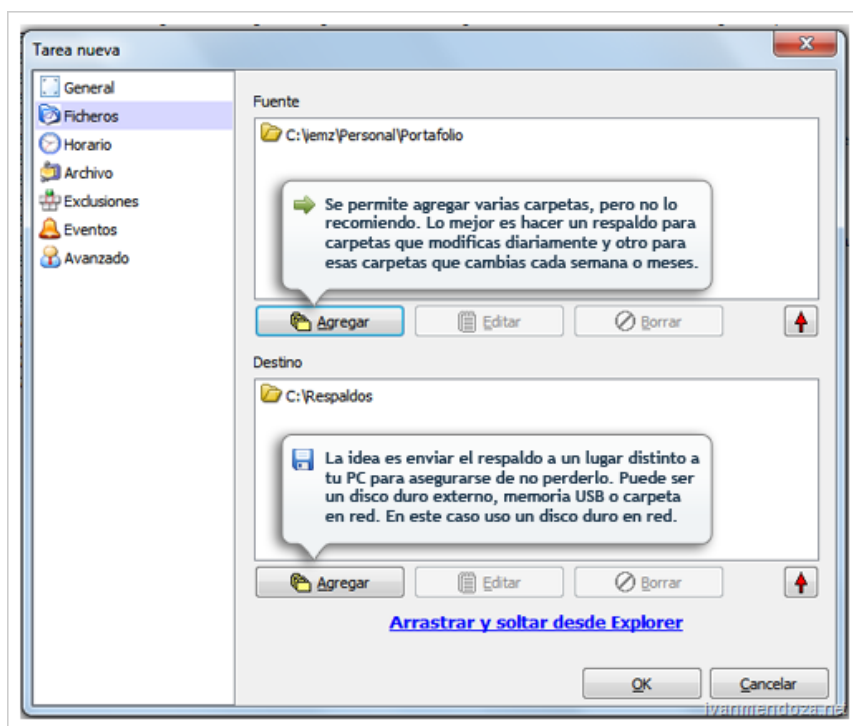 Tarea nueva
General
Ficheros
Horario
Archivo
Exclusiones
Eventos
Avanzado
Fuente
C:\jemz\Personal\Portafolio
Se permite agregar varias carpetas, pero no lo
recomiendo. Lo mejor es hacer un respaldo para
carpetas que modificas diariamente y otro para
esas carpetas que cambias cada semana o meses.
Agregar
Editar
Borrar
Destino
C:\Respaldos
La idea es enviar el respaldo a un lugar distinto a
tu PC para asegurarse de no perderlo. Puede ser
un disco duro externo, memoria USB o carpeta
en red. En este caso uso un disco duro en red.
Agregar
Editar
Borrar
Arrastrar y soltar desde Explorer
OK
Cancelar
ivanmendoza.net